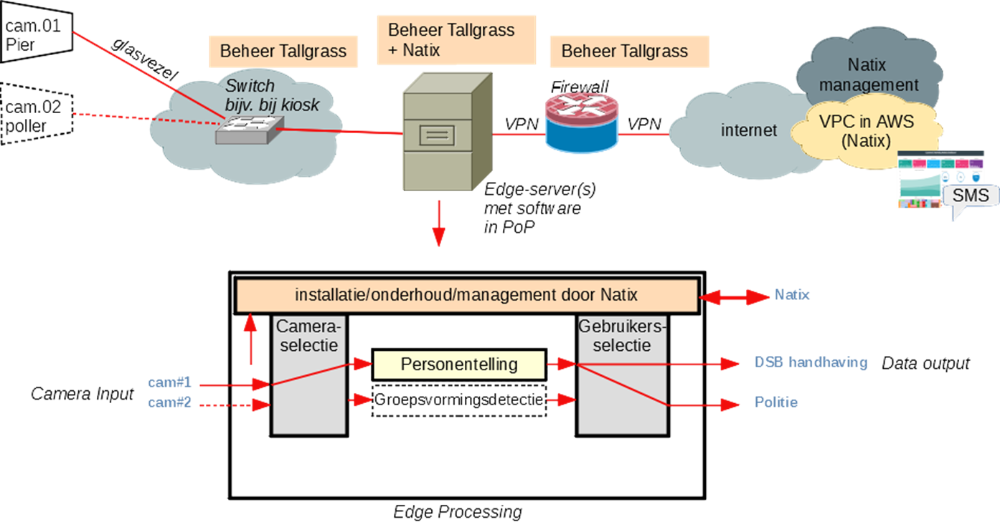 cam.01
Pier
cam.02
poller
glasvezel
Beheer Tallgrass
Switch
bijv. bij kiosk
Beheer Tallgrass
+ Natix
Beheer Tallgrass
Firewall
VPN
VPN
Edge-server(s)
met software
in PoP
internet
Natix
management
VPC in AWS
(Natix)
SMS
installatie/onderhoud/management door Natix
Natix
Camera-
selectie
Gebruikers-
selectie
Personentelling
Groepsvormingsdetectie
Camera Input
cam#1
cam#2
DSB handhaving
Data output
Politie
Edge Processing